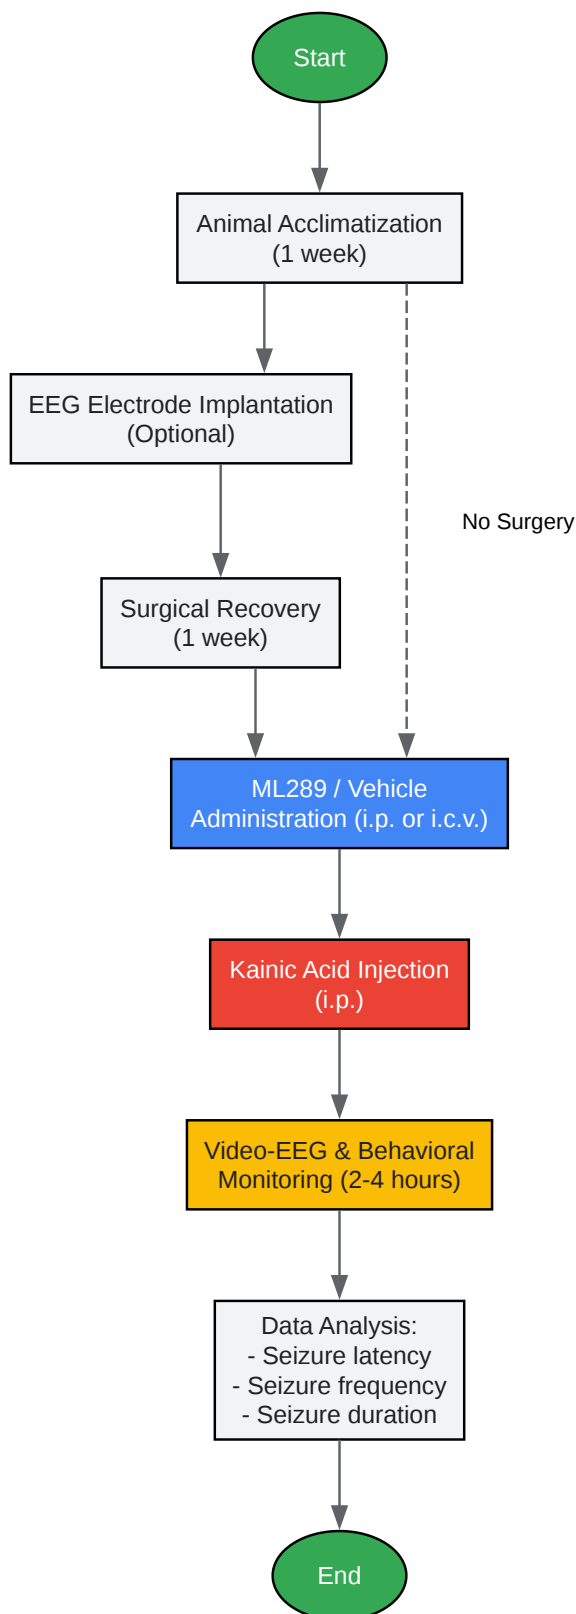 Start
Animal Acclimatization
(1 week)
EEG Electrode Implantation
(Optional)
No Surgery
Surgical Recovery
(1 week)
ML289 / Vehicle
Administration (i.p. or i.c.v.)
Kainic Acid Injection
(i.p.)
Video-EEG & Behavioral
Monitoring (2-4 hours)
Data Analysis:
- Seizure latency
- Seizure frequency
- Seizure duration
End